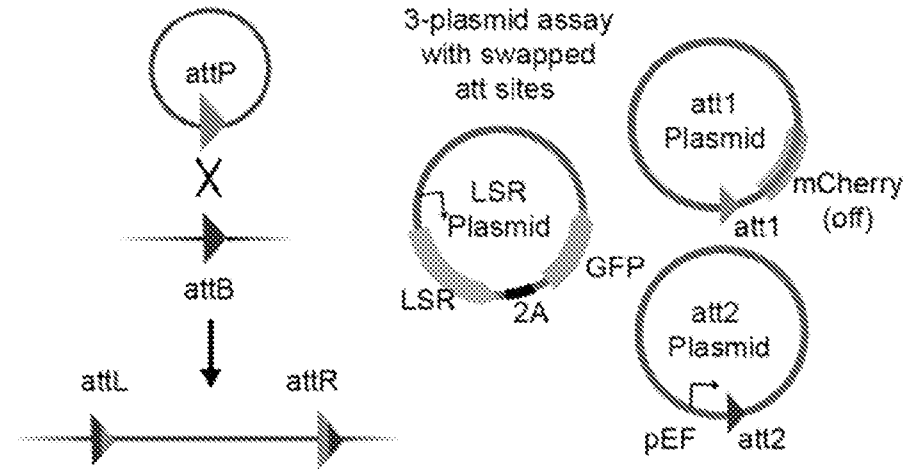 attP
X
attB
attL
attR
3-plasmid assay
with swapped
att sites
LSR
Plasmid
LSR
2A
GFP
att1
Plasmid
mCherry
(off)
att1
att2
Plasmid
pEF
att2